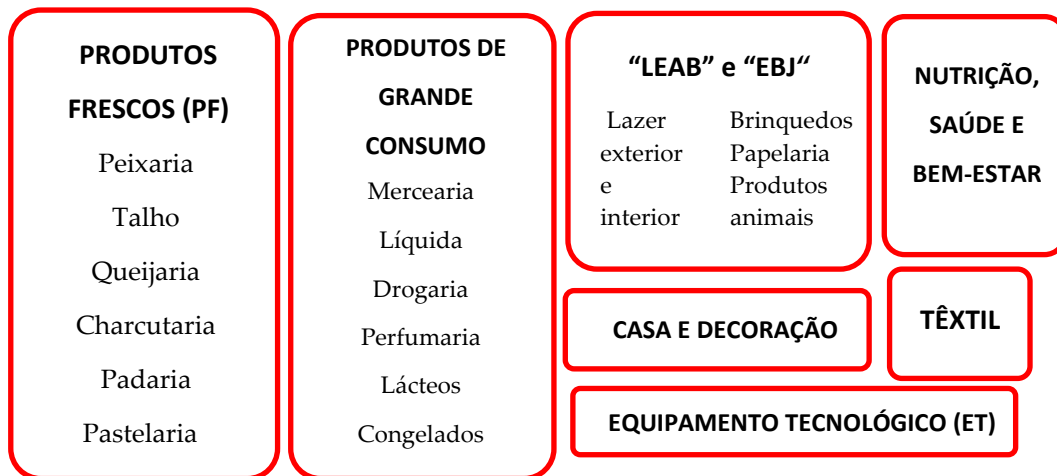 PRODUTOS
FRESCOS (PF)
Peixaria
Talho
Queijaria
Charcutaria
Padaria
Pastelaria
PRODUTOS DE
GRANDE
CONSUMO
Mercearia
Líquida
Drogaria
Perfumaria
Lácteos
Congelados
“LEAB” e “EBJ“
Lazer
exterior
e
interior
Brinquedos
Papelaria
Produtos
animais
NUTRIÇÃO,
SAÚDE E
BEM-ESTAR
CASA E DECORAÇÃO
TÊXTIL
EQUIPAMENTO TECNOLÓGICO (ET)